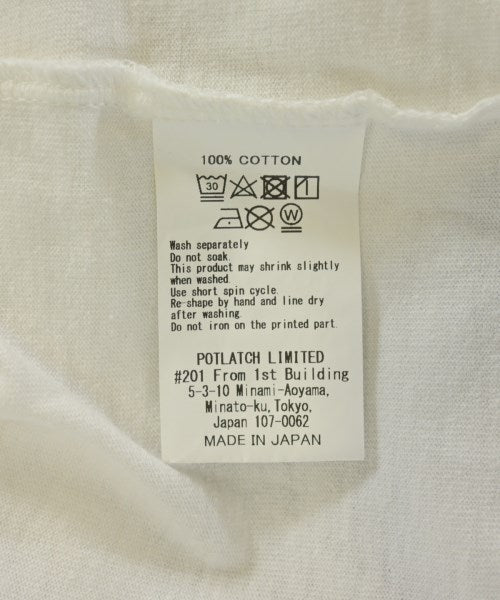 100% COTTON
30
W
Wash separately
Do not soak.
This product may shrink slightly
when washed.
Use short spin cycle.
Re-shape by hand and line dry
after washing.
Do not iron on the printed part.
POTLATCH LIMITED
#201 From 1st Building
5-3-10 Minami-Aoyama,
Minato-ku, Tokyo,
Japan 107-0062
MADE IN JAPAN